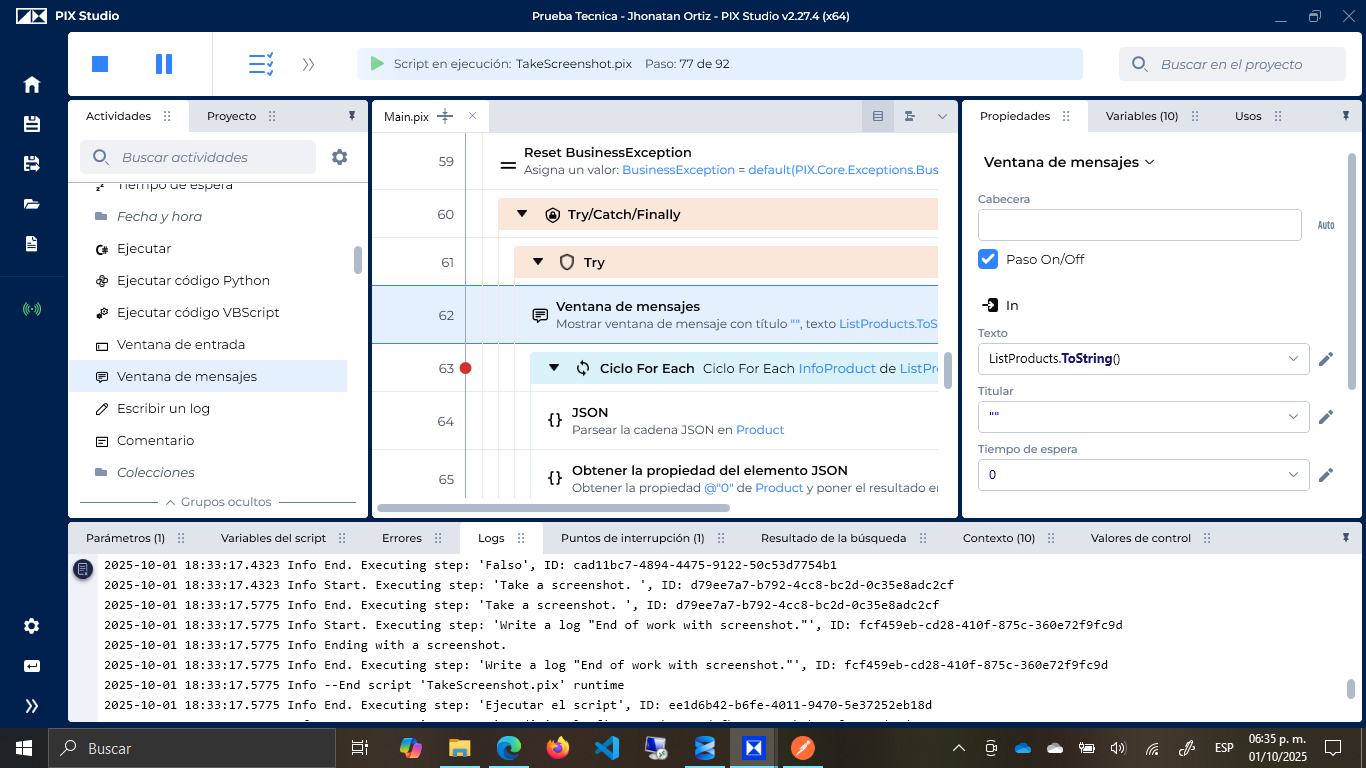 PIX Studio
Prueba Tecnica - Jhonatan Ortiz - PIX Studio v2.27.4 (x64)
Script en ejecución: TakeScreenshot.pix Paso: 77 de 92
Buscar en el proyecto
Actividades
Proyecto
Buscar actividades
Tiempo de espera
Fecha y hora
C# Ejecutar
Ejecutar código Python
Ejecutar código VBScript
Ventana de entrada
Ventana de mensajes
Escribir un log
Comentario
Colecciones
Grupos ocultos
Main.pix
59
Reset BusinessException
Asigna un valor: BusinessException = default(PIX.Core.Exceptions.Bus
60
Try/Catch/Finally
61
Try
62
Ventana de mensajes
Mostrar ventana de mensaje con título "", texto ListProducts.ToS
63
Ciclo For Each Ciclo For Each InfoProduct de ListPr
64
{} JSON
Parsear la cadena JSON en Product
65
{} Obtener la propiedad del elemento JSON
Obtener la propiedad @"0" de Product y poner el resultado en
Propiedades
Variables (10)
Usos
Ventana de mensajes
Cabecera
Auto
Paso On/Off
In
Texto
ListProducts.ToString()
Titular
""
Tiempo de espera
0
Parámetros (1)
Variables del script
Errores
Logs
Puntos de interrupción (1)
Resultado de la búsqueda
Contexto (10)
Valores de control
2025-10-01 18:33:17.4323 Info End. Executing step: 'Falso', ID: cad11bc7-4894-4475-9122-50c53d7754b1
2025-10-01 18:33:17.4323 Info Start. Executing step: 'Take a screenshot. ', ID: d79ee7a7-b792-4cc8-bc2d-0c35e8adc2cf
2025-10-01 18:33:17.5775 Info End. Executing step: 'Take a screenshot. ', ID: d79ee7a7-b792-4cc8-bc2d-0c35e8adc2cf
2025-10-01 18:33:17.5775 Info Start. Executing step: 'Write a log "End of work with screenshot."', ID: fcf459eb-cd28-410f-875c-360e72f9fc9d
2025-10-01 18:33:17.5775 Info Ending with a screenshot.
2025-10-01 18:33:17.5775 Info End. Executing step: 'Write a log "End of work with screenshot."', ID: fcf459eb-cd28-410f-875c-360e72f9fc9d
2025-10-01 18:33:17.5775 Info --End script 'TakeScreenshot.pix' runtime
2025-10-01 18:33:17.5775 Info End. Executing step: 'Ejecutar el script', ID: ee1d6b42-b6fe-4011-9470-5e37252eb18d
Buscar
ESP
06:35 p. m.
01/10/2025